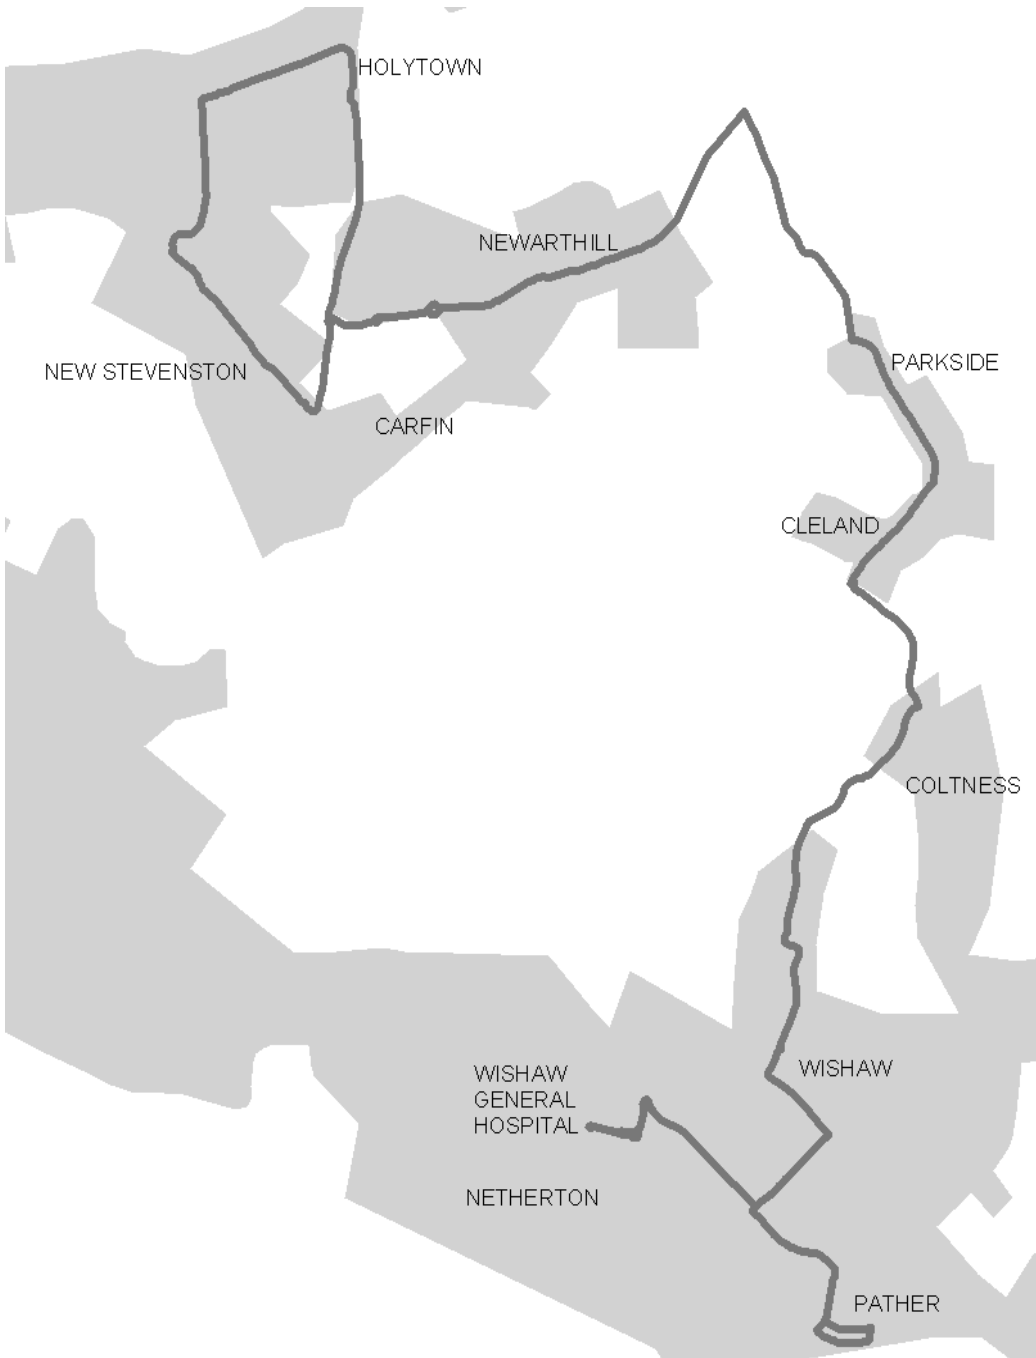 HOLYTOWN
NEWARTHILL
NEW STEVENSTON
PARKSIDE
CARFIN
CLELAND
COLTNESS
WISHAW
WISHAW
GENERAL
HOSPITAL
NETHERTON
PATHER